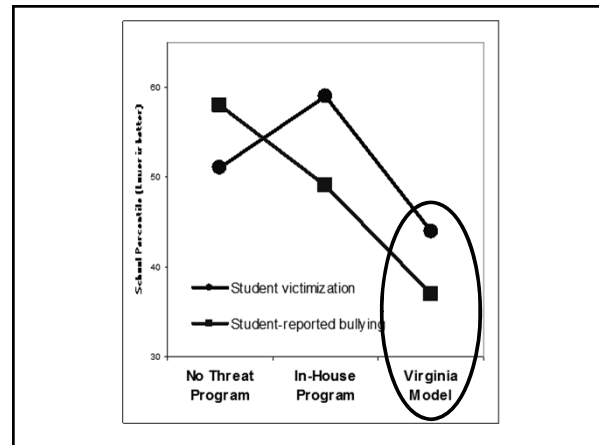 School Percentile (Lower is better)
60
50
40
30
Student victimization
Student-reported bullying
No Threat
Program
In-House
Program
Virginia
Model